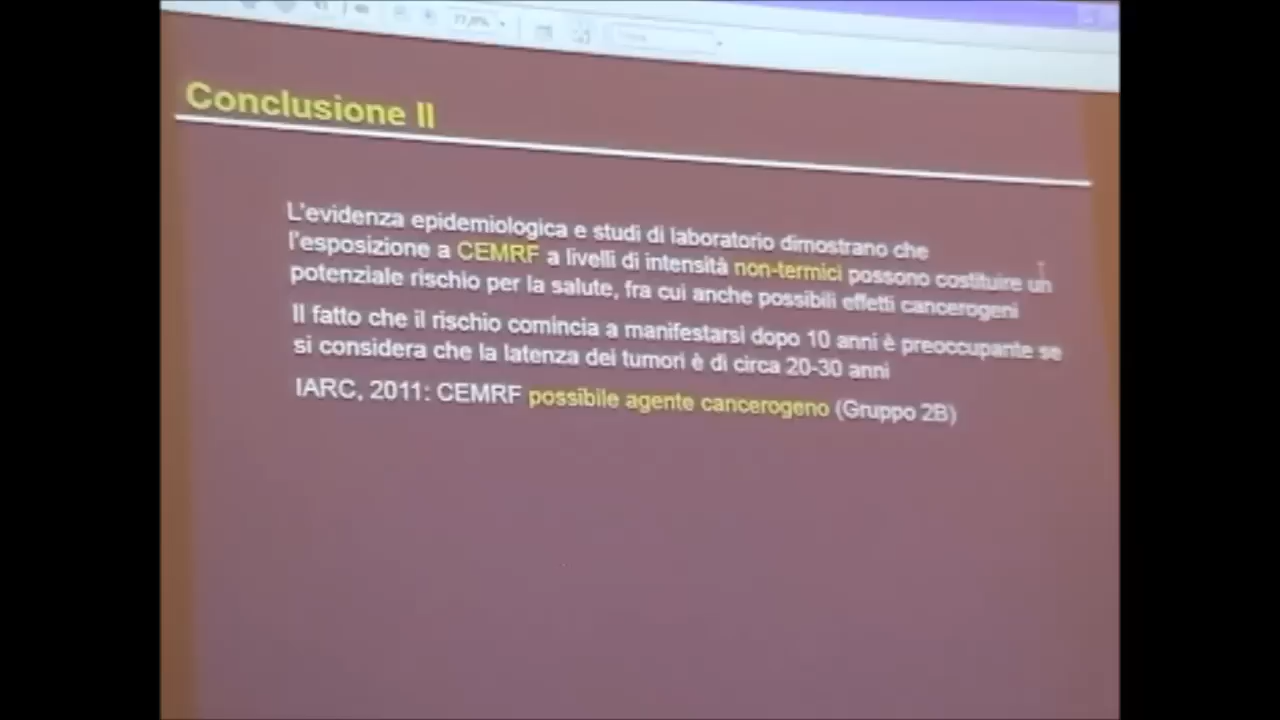 Conclusione II
L'evidenza epidemiologica e studi di laboratorio dimostrano che
l'esposizione a CEMRF a livelli di intensità non-termici possono costituire un
potenziale rischio per la salute, fra cui anche possibili effetti cancerogeni
Il fatto che il rischio comincia a manifestarsi dopo 10 anni è preoccupante se
si considera che la latenza dei tumori è di circa 20-30 anni
IARC, 2011: CEMRF possibile agente cancerogeno (Gruppo 2B)